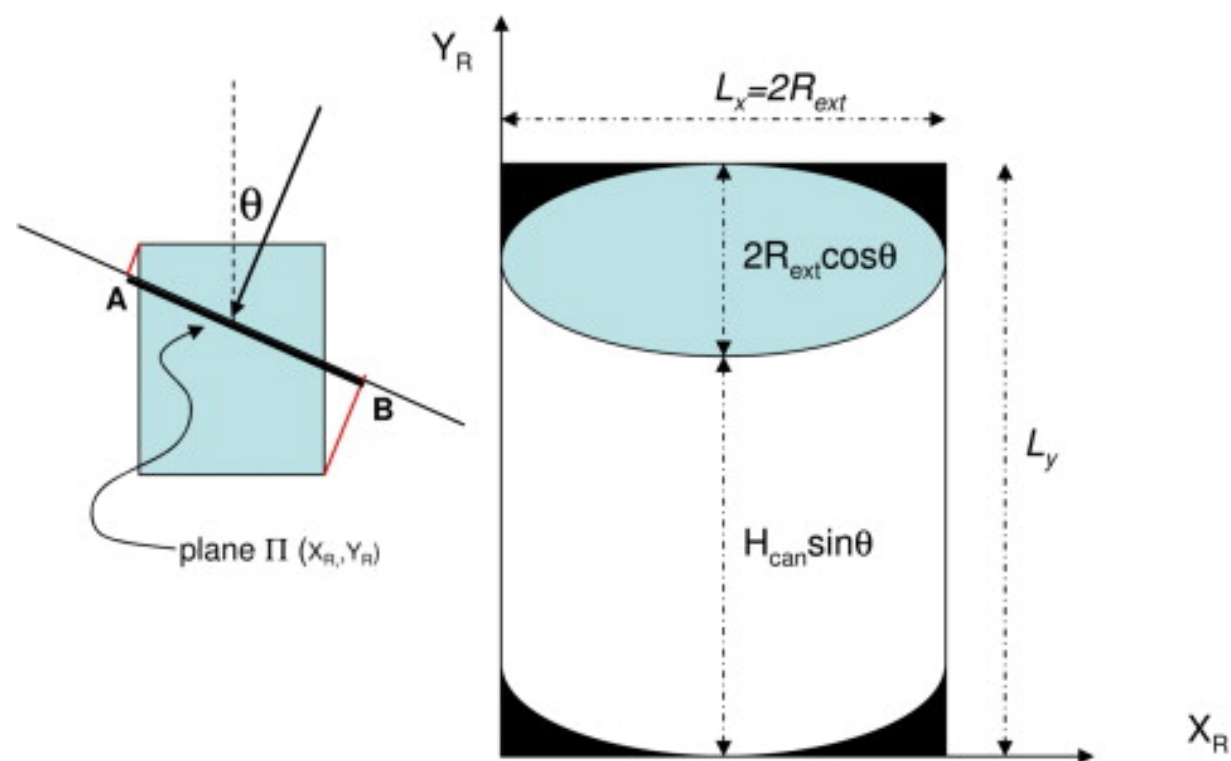 Y_R
L_x=2R_ext
θ
2R_extcosθ
A
B
L_y
H_cansinθ
plane Π (X_R,Y_R)
X_R